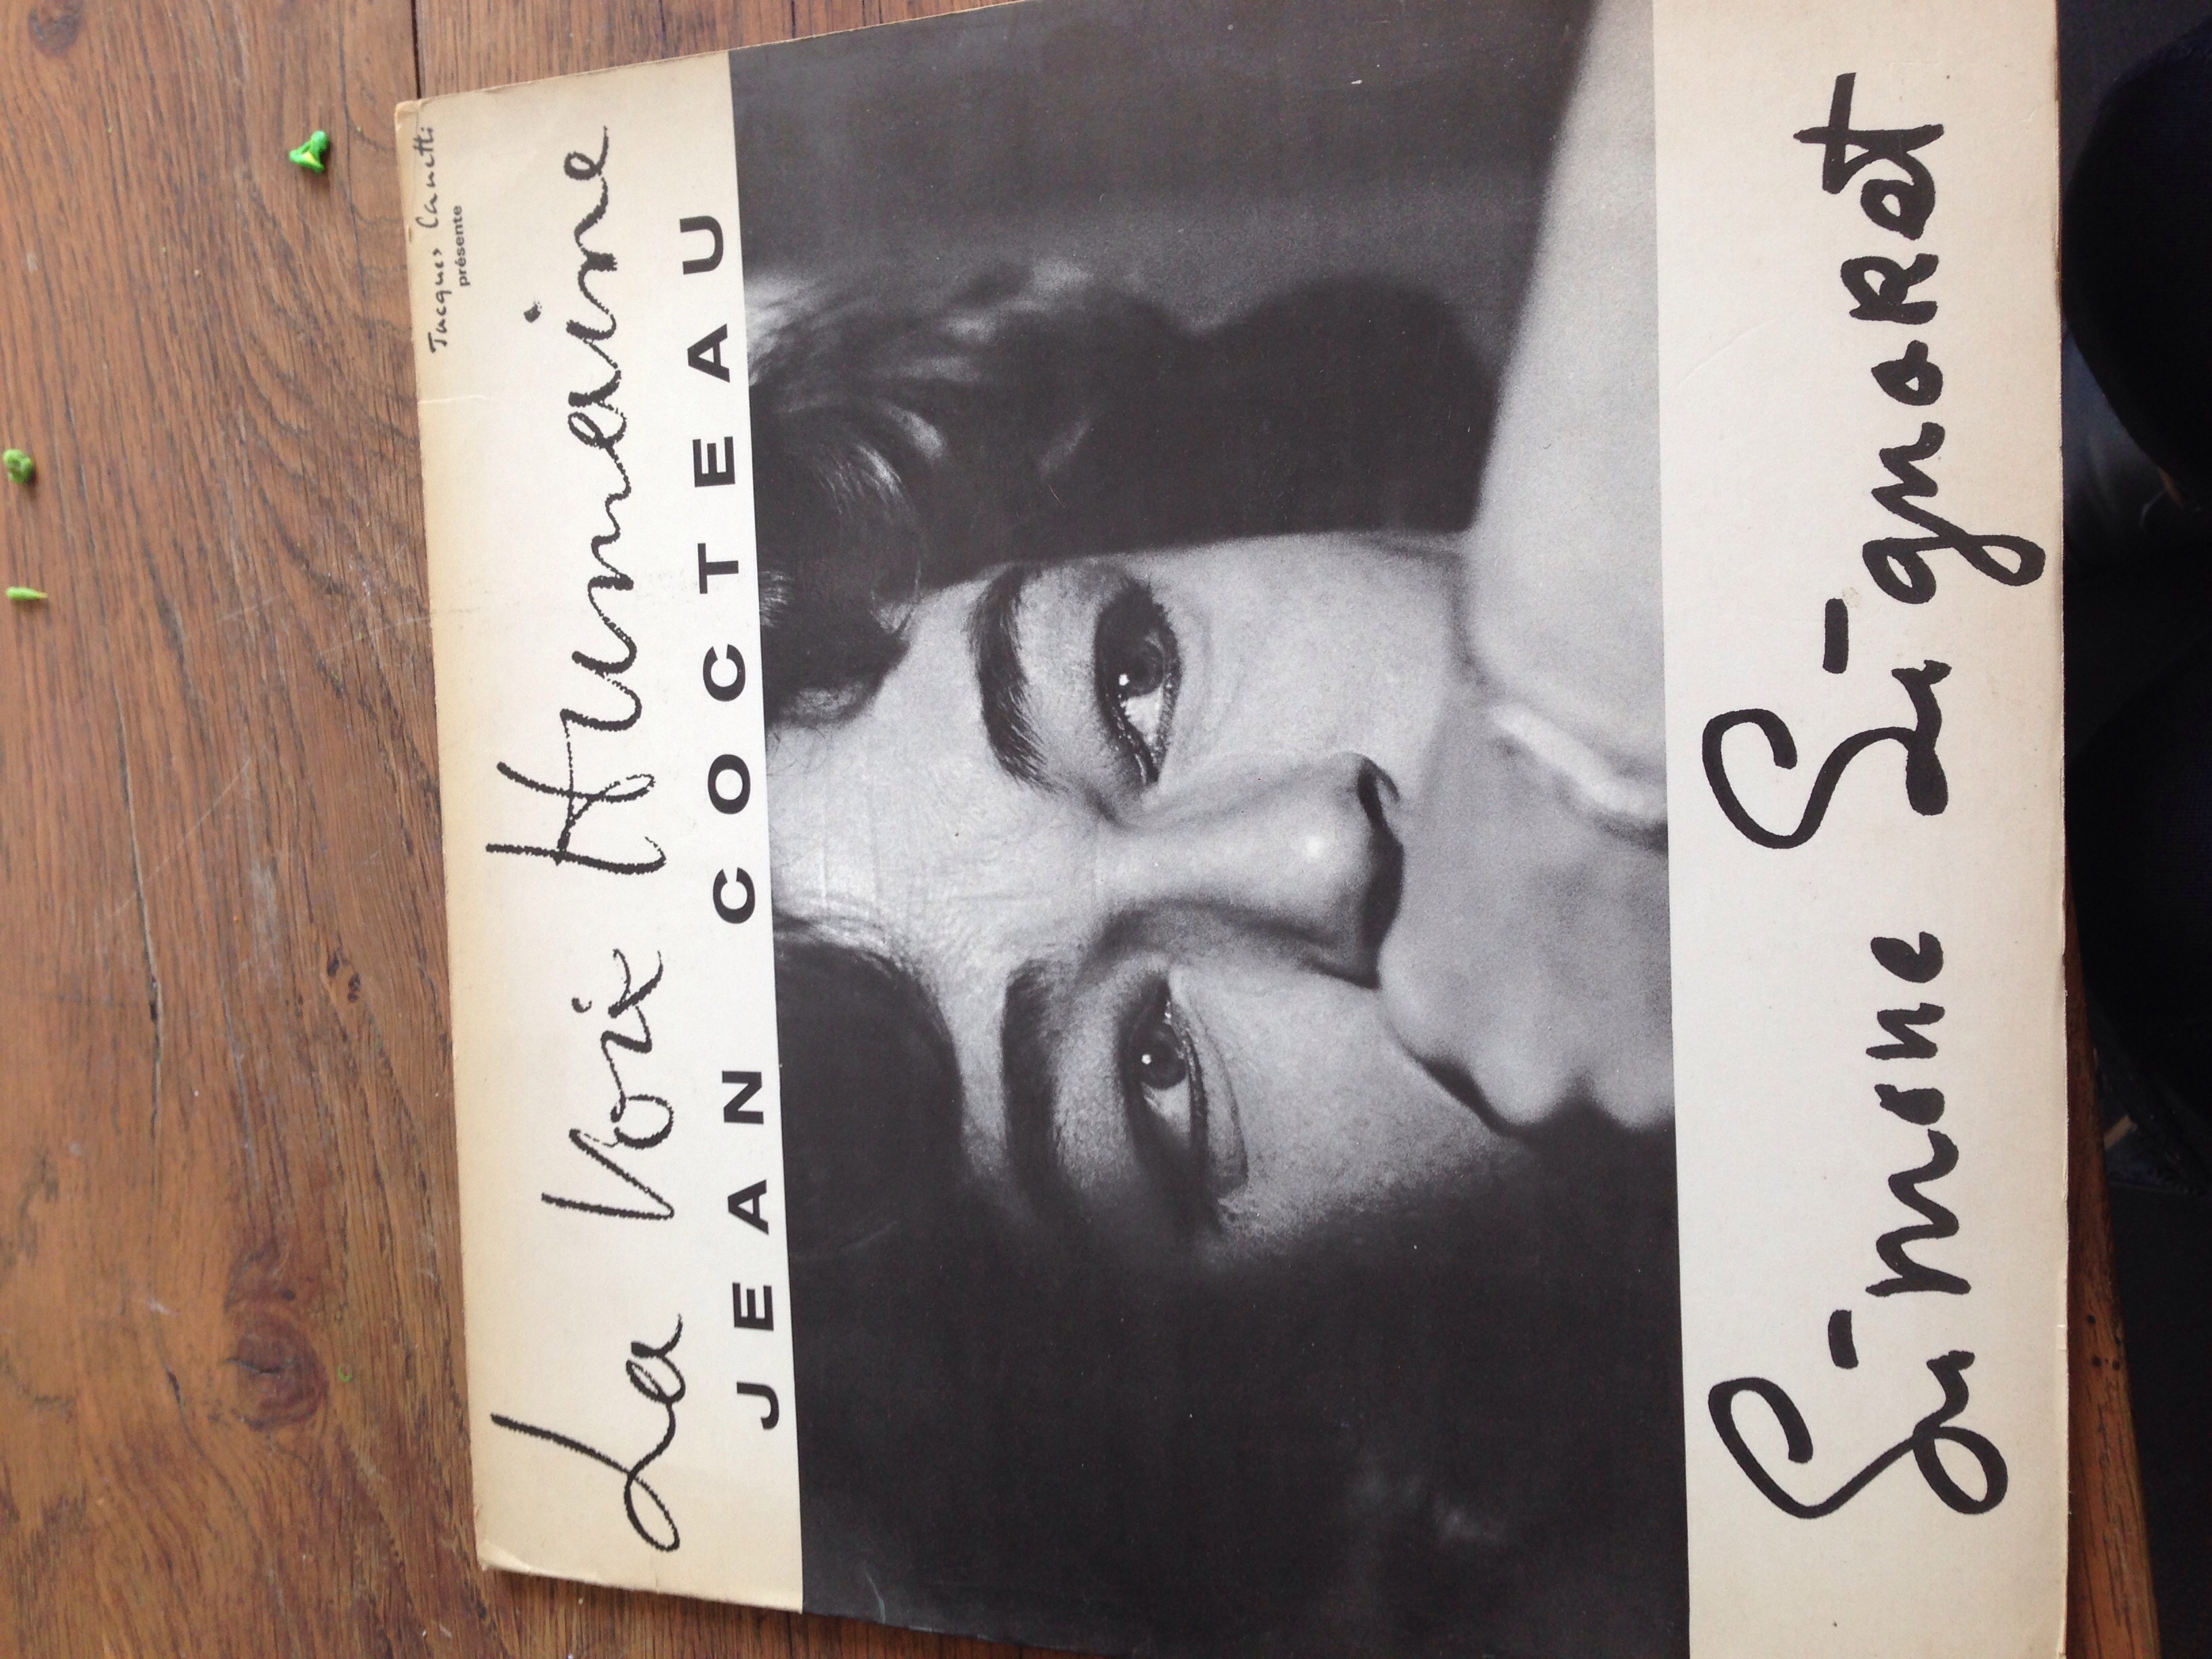 Jacques Canetti
présente
La Voix Humaine
JEAN COCTEAU
Simone Signoret